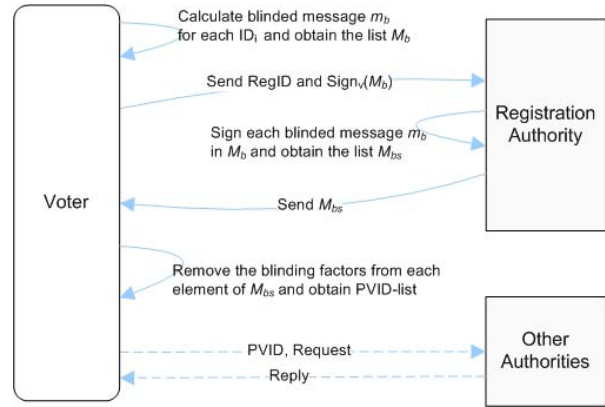 Calculate blinded message m_b
for each ID_i and obtain the list M_b
Send RegID and Sign_v(M_b)
Registration
Authority
Sign each blinded message m_b
in M_b and obtain the list M_bs
Voter
Send M_bs
Remove the blinding factors from each
element of M_bs and obtain PVID-list
PVID, Request
Other
Authorities
Reply